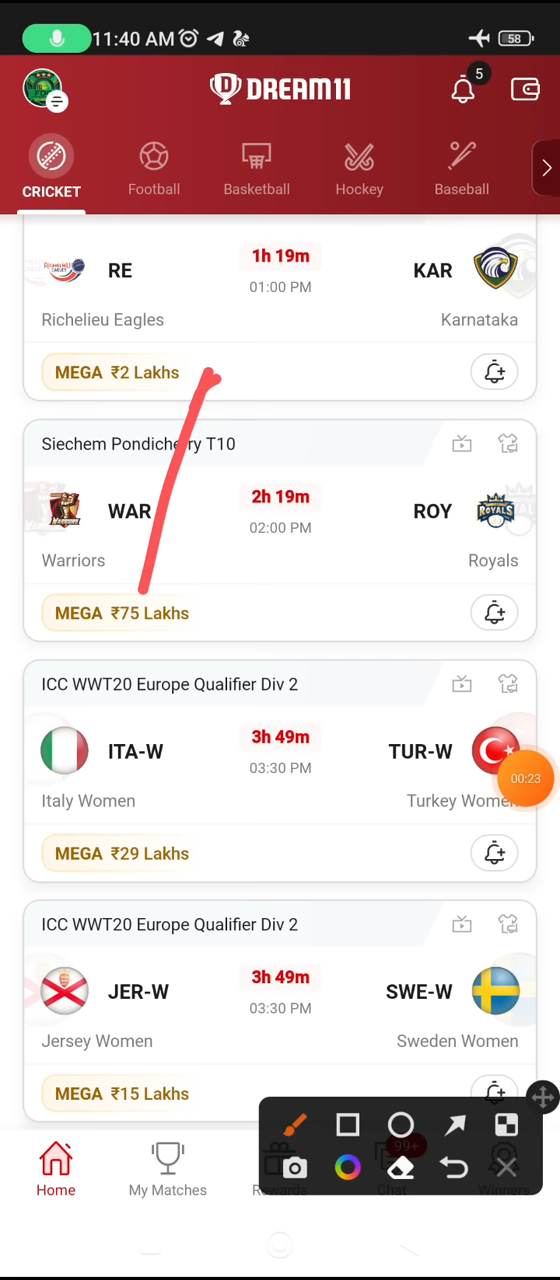 11:40 AM 58
5
DREAM11
CRICKET Football Basketball Hockey Baseball
RE 1h 19m KAR
01:00 PM
Richelieu Eagles Karnataka
MEGA ₹2 Lakhs
Siechem Pondicherry T10
WAR 2h 19m ROY
02:00 PM
Warriors Royals
MEGA ₹75 Lakhs
ICC WWT20 Europe Qualifier Div 2
ITA-W 3h 49m TUR-W
03:30 PM
00:23
Italy Women Turkey Women
MEGA ₹29 Lakhs
ICC WWT20 Europe Qualifier Div 2
JER-W 3h 49m SWE-W
03:30 PM
Jersey Women Sweden Women
MEGA ₹15 Lakhs
99+
Home My Matches Rewards Chat Winners